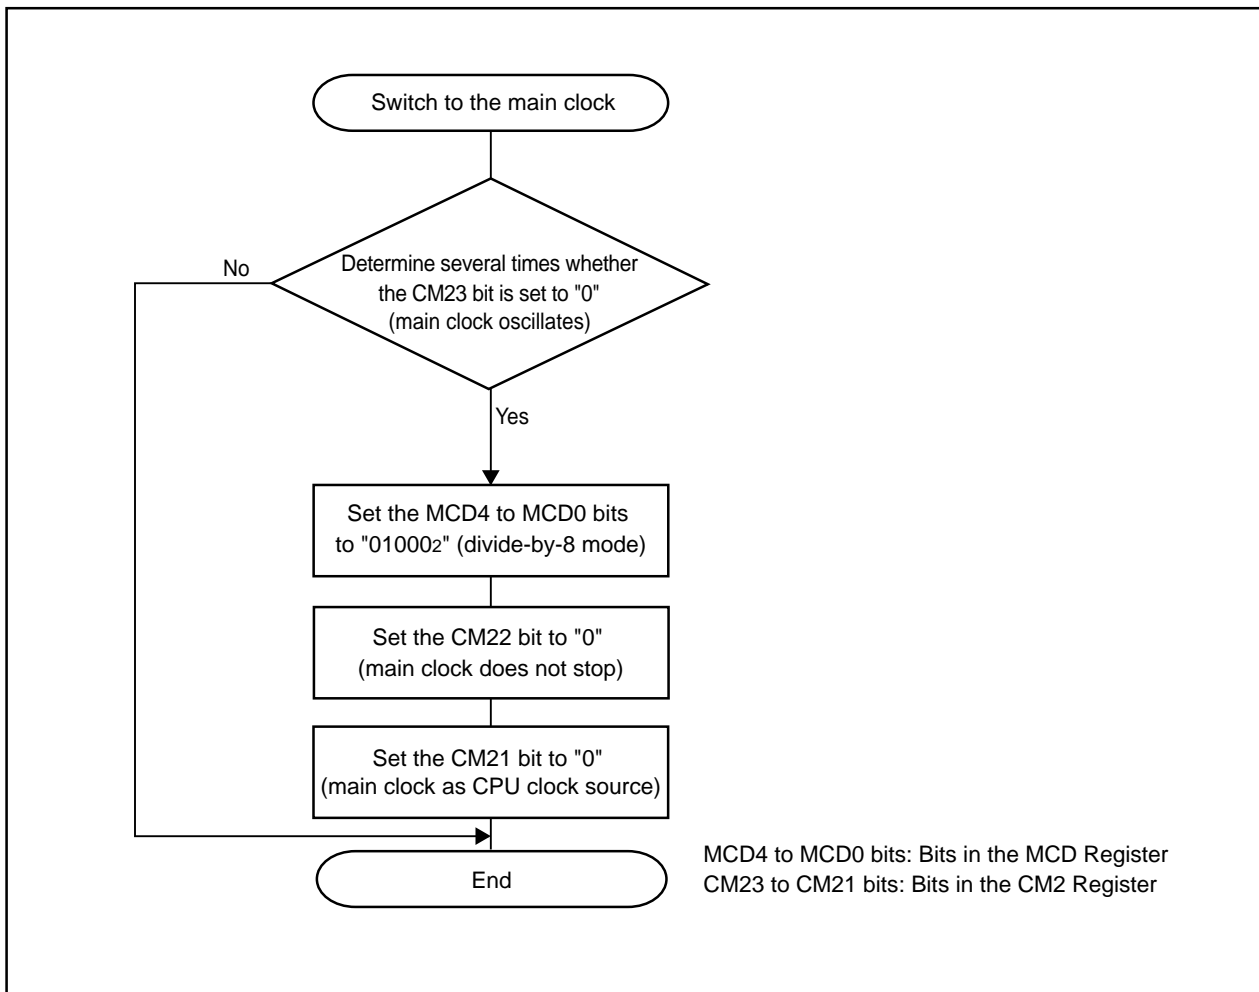 Switch to the main clock
No
Determine several times whether
the CM23 bit is set to "0"
(main clock oscillates)
Yes
Set the MCD4 to MCD0 bits
to "010002" (divide-by-8 mode)
Set the CM22 bit to "0"
(main clock does not stop)
Set the CM21 bit to "0"
(main clock as CPU clock source)
End
MCD4 to MCD0 bits: Bits in the MCD Register
CM23 to CM21 bits: Bits in the CM2 Register